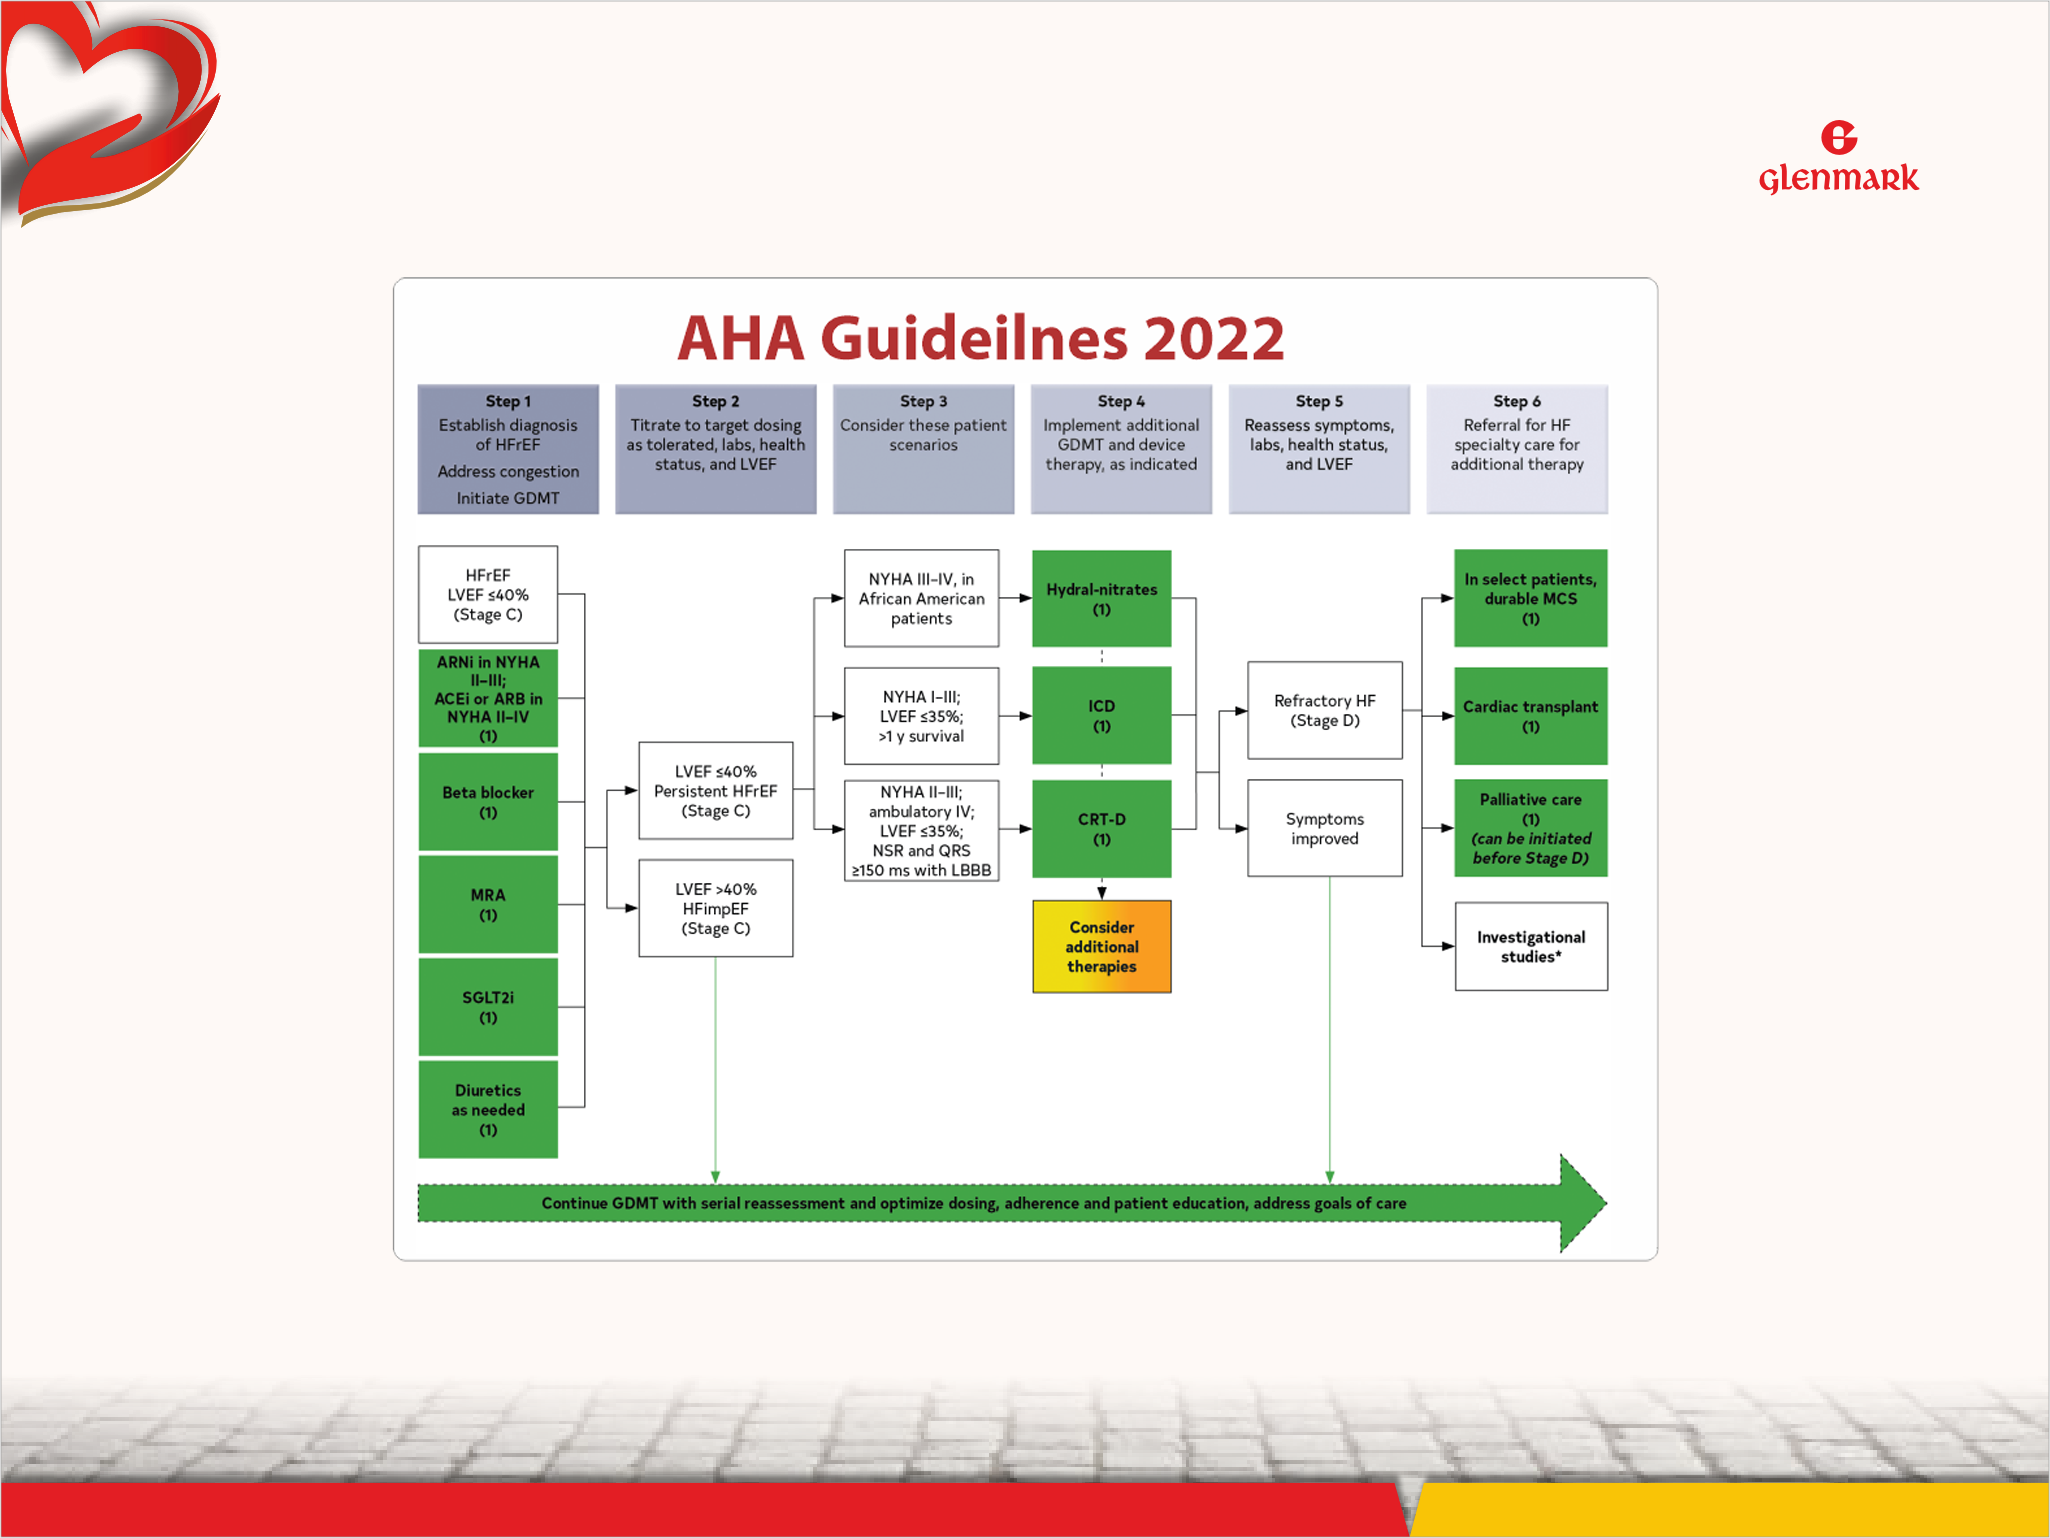 glenmark
AHA Guideilnes 2022
Step 1
Establish diagnosis
of HFrEF
Address congestion
Initiate GDMT
Step 2
Titrate to target dosing
as tolerated, labs, health
status, and LVEF
Step 3
Consider these patient
scenarios
Step 4
Implement additional
GDMT and device
therapy, as indicated
Step 5
Reassess symptoms,
labs, health status,
and LVEF
Step 6
Referral for HF
specialty care for
additional therapy
HFrEF
LVEF ≤40%
(Stage C)
ARNi in NYHA
II–III;
ACEi or ARB in
NYHA II–IV
(1)
Beta blocker
(1)
MRA
(1)
SGLT2i
(1)
Diuretics
as needed
(1)
LVEF ≤40%
Persistent HFrEF
(Stage C)
LVEF >40%
HFimpEF
(Stage C)
NYHA III–IV, in
African American
patients
NYHA I–III;
LVEF ≤35%;
>1 y survival
NYHA II–III;
ambulatory IV;
LVEF ≤35%;
NSR and QRS
≥150 ms with LBBB
Hydral-nitrates
(1)
ICD
(1)
CRT-D
(1)
Consider
additional
therapies
Refractory HF
(Stage D)
Symptoms
improved
In select patients,
durable MCS
(1)
Cardiac transplant
(1)
Palliative care
(1)
(can be initiated
before Stage D)
Investigational
studies*
Continue GDMT with serial reassessment and optimize dosing, adherence and patient education, address goals of care